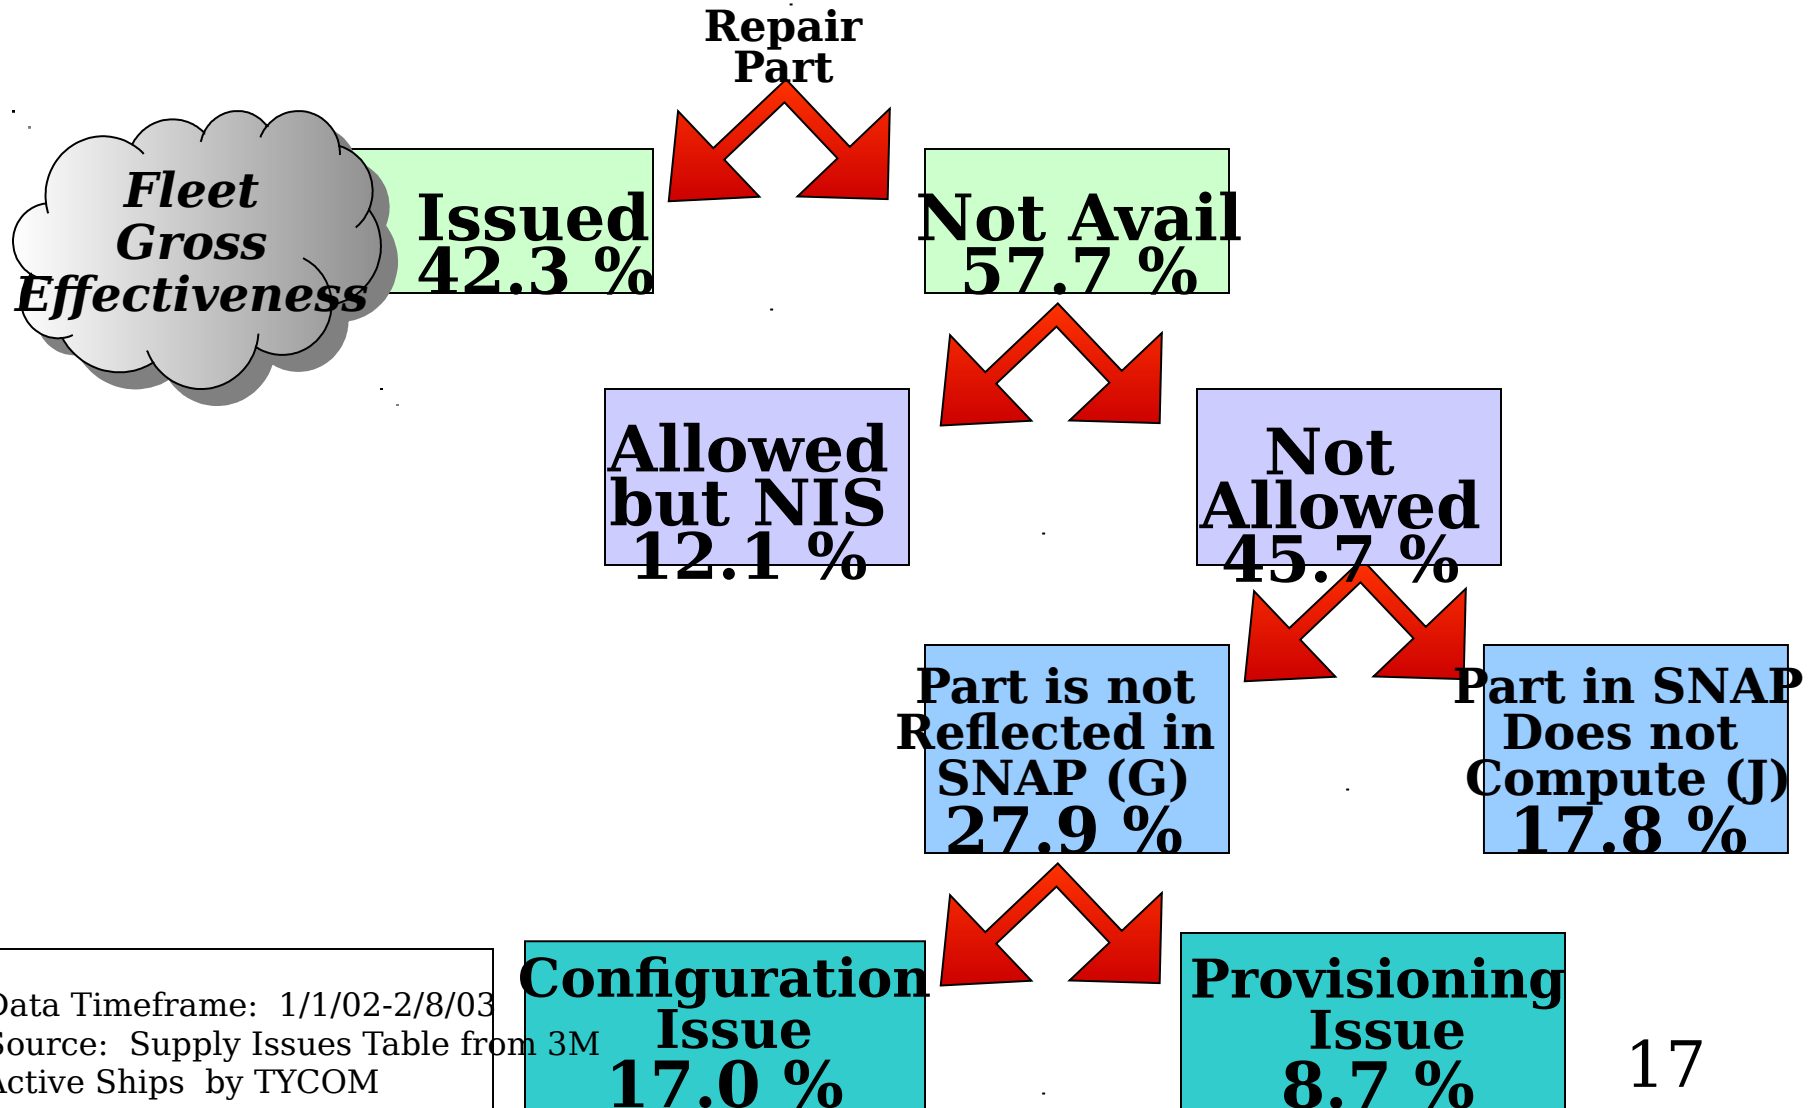 Repair
Part
Fleet
Gross
Effectiveness
Issued
42.3 %
Not Avail
57.7 %
Allowed
but NIS
12.1 %
Not
Allowed
45.7 %
Part is not
Reflected in
SNAP (G)
27.9 %
Part in SNAP
Does not
Compute (J)
17.8 %
Configuration
Issue
17.0 %
Provisioning
Issue
8.7 %
Data Timeframe:  1/1/02-2/8/03
Source:  Supply Issues Table from 3M
Active Ships  by TYCOM
17